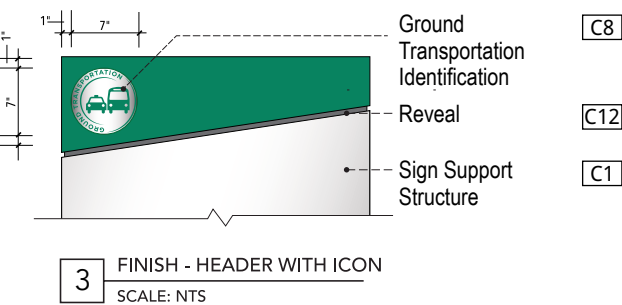 1"
7"
1"
7"
GROUND TRANSPORTATION
GROUND
Ground
Transportation
Identification
C8
Reveal
C12
Sign Support
Structure
C1
3
FINISH - HEADER WITH ICON
SCALE: NTS